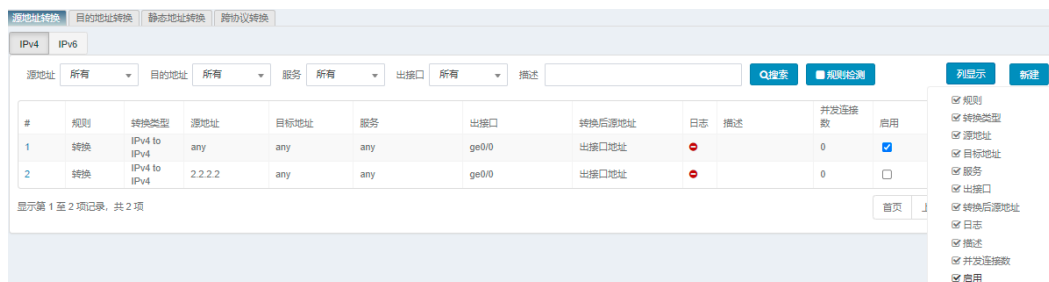 源地址转换 目的地址转换 静态地址转换 跨协议转换
IPv4 IPv6
源地址 所有 目的地址 所有 服务 所有 出接口 所有 描述 搜索 规则检测 列显示 新建
# 规则 转换类型 源地址 目标地址 服务 出接口 转换后源地址 日志 描述 并发连接数 启用
1 转换 IPv4 to IPv4 any any any ge0/0 出接口地址 0
2 转换 IPv4 to IPv4 2.2.2.2 any any ge0/0 出接口地址 0
显示第 1 至 2 项记录，共 2 项 首页
规则
转换类型
源地址
目标地址
服务
出接口
转换后源地址
日志
描述
并发连接数
启用